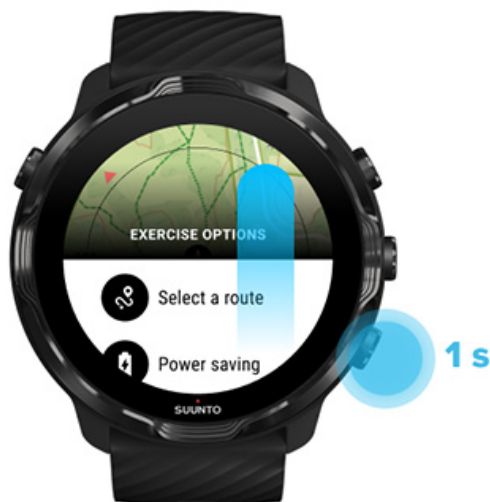 EXERCISE OPTIONS
Select a route
1 s
Power saving
SUUNTO